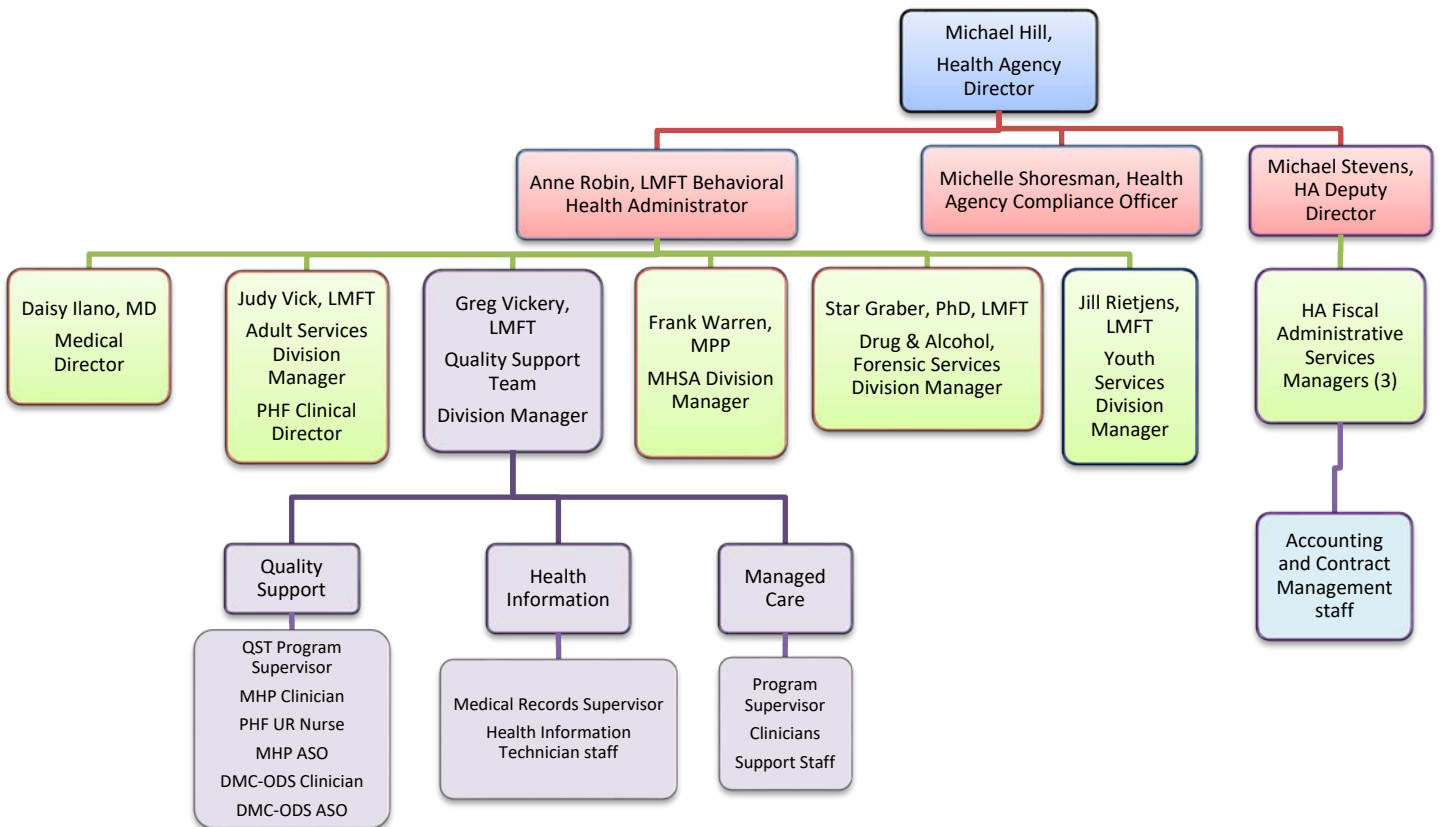 Michael Hill,
Health Agency
Director
Anne Robin, LMFT Behavioral
Health Administrator
Michelle Shoresman, Health
Agency Compliance Officer
Michael Stevens,
HA Deputy
Director
Daisy Ilano, MD
Medical
Director
Judy Vick, LMFT
Adult Services
Division
Manager
PHF Clinical
Director
Greg Vickery,
LMFT
Quality Support
Team
Division Manager
Frank Warren,
MPP
MHSA Division
Manager
Star Graber, PhD, LMFT
Drug & Alcohol,
Forensic Services
Division Manager
Jill Rietjens,
LMFT
Youth
Services
Division
Manager
HA Fiscal
Administrative
Services
Managers (3)
Quality
Support
Health
Information
Managed
Care
Accounting
and Contract
Management
staff
QST Program
Supervisor
MHP Clinician
PHF UR Nurse
MHP ASO
DMC-ODS Clinician
DMC-ODS ASO
Medical Records Supervisor
Health Information
Technician staff
Program
Supervisor
Clinicians
Support Staff